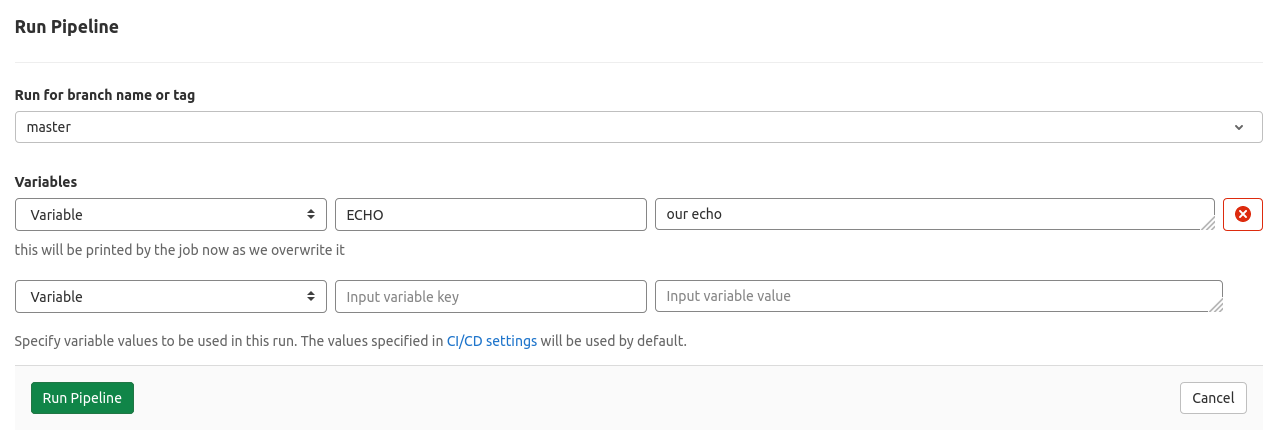 Run Pipeline
Run for branch name or tag
master
Variables
Variable ECHO our echo
this will be printed by the job now as we overwrite it
Variable Input variable key Input variable value
Specify variable values to be used in this run. The values specified in CI/CD settings will be used by default.
Run Pipeline Cancel